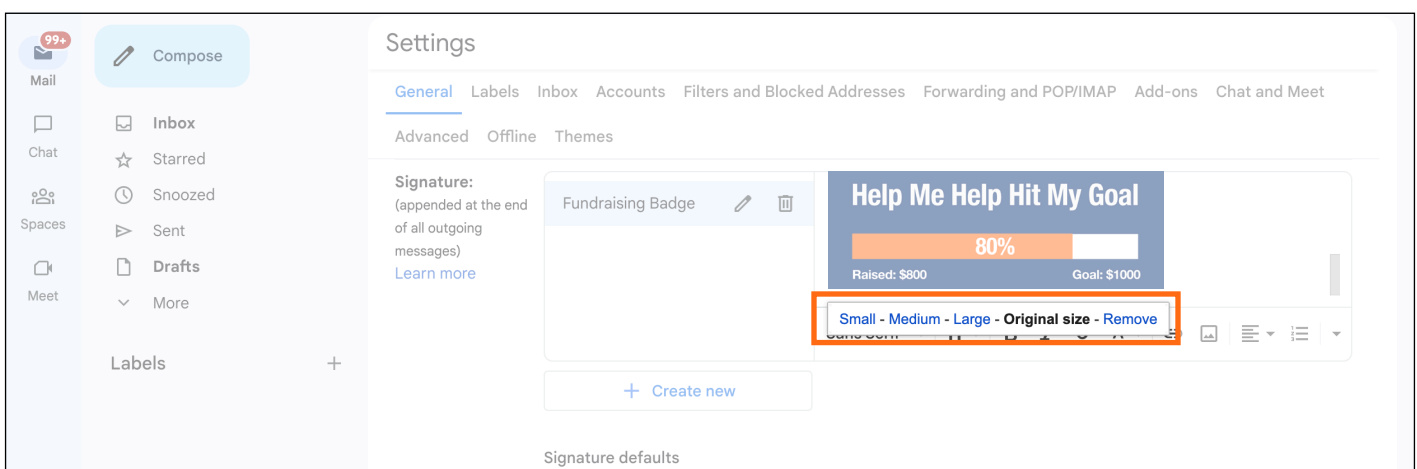 99+
Mail
Chat
Spaces
Meet
Compose
Inbox
Starred
Snoozed
Sent
Drafts
More
Labels
Settings
General Labels Inbox Accounts Filters and Blocked Addresses Forwarding and POP/IMAP Add-ons Chat and Meet
Advanced Offline Themes
Signature:
(appended at the end
of all outgoing
messages)
Learn more
Fundraising Badge
Help Me Help Hit My Goal
80%
Raised: $800 Goal: $1000
Small - Medium - Large - Original size - Remove
Create new
Signature defaults